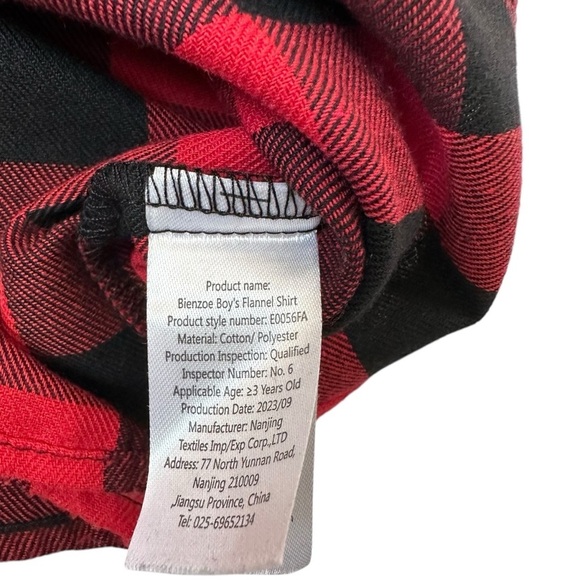 Product name:
Bienzoe Boy's Flannel Shirt
Product style number: E0056FA
Material: Cotton/ Polyester
Production Inspection: Qualified
Inspector Number: No. 6
Applicable Age: ≥3 Years Old
Production Date: 2023/09
Manufacturer: Nanjing
Textiles Imp/Exp Corp.,LTD
Address: 77 North Yunnan Road,
Nanjing 210009
Jiangsu Province, China
Tel: 025-69652134